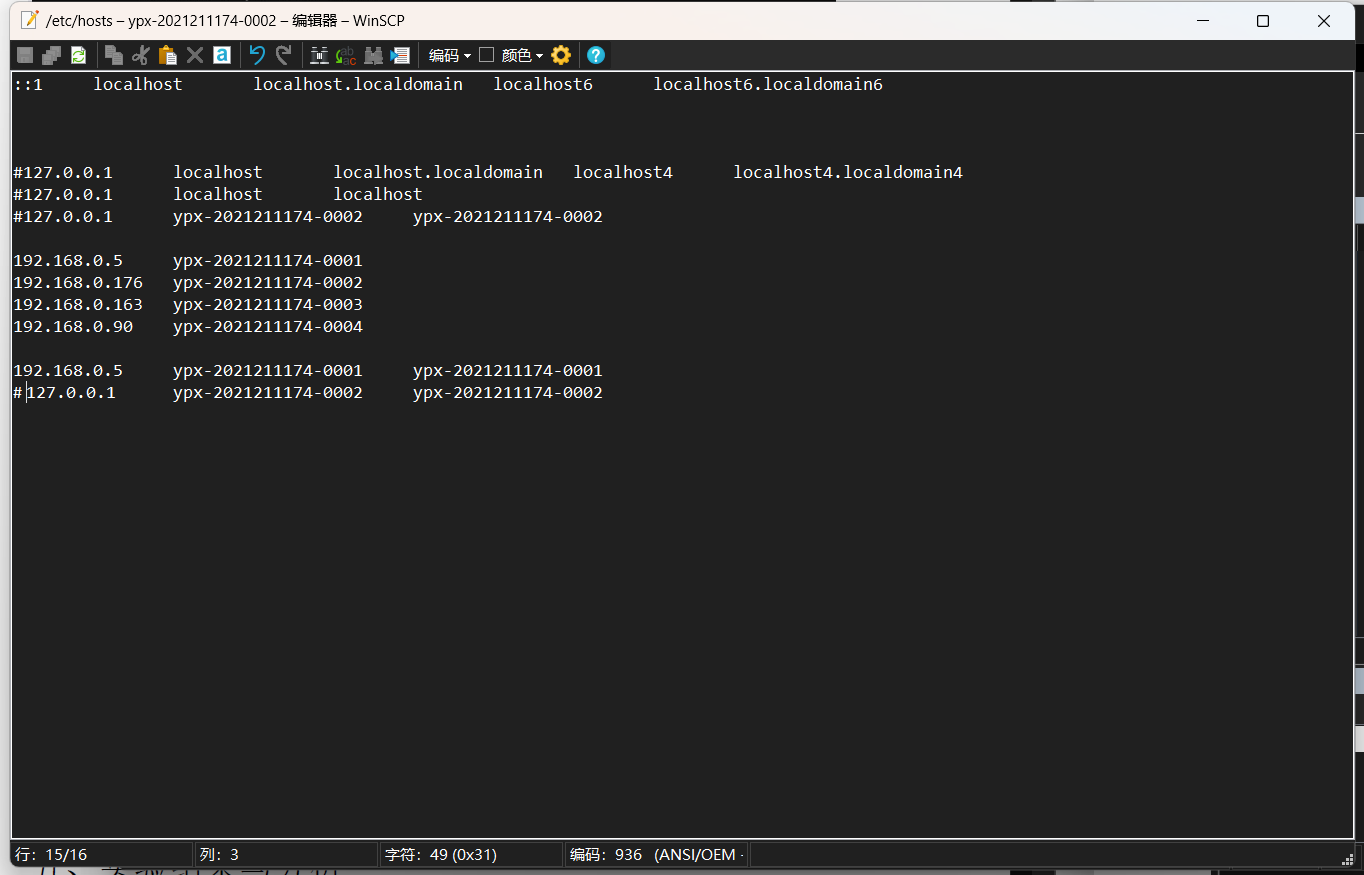 /etc/hosts – ypx-2021211174-0002 – 编辑器 – WinSCP
编码 颜色
::1 localhost localhost.localdomain localhost6 localhost6.localdomain6
#127.0.0.1 localhost localhost.localdomain localhost4 localhost4.localdomain4
#127.0.0.1 localhost localhost
#127.0.0.1 ypx-2021211174-0002 ypx-2021211174-0002
192.168.0.5 ypx-2021211174-0001
192.168.0.176 ypx-2021211174-0002
192.168.0.163 ypx-2021211174-0003
192.168.0.90 ypx-2021211174-0004
192.168.0.5 ypx-2021211174-0001 ypx-2021211174-0001
#127.0.0.1 ypx-2021211174-0002 ypx-2021211174-0002
行: 15/16 列: 3 字符: 49 (0x31) 编码: 936 (ANSI/OEM